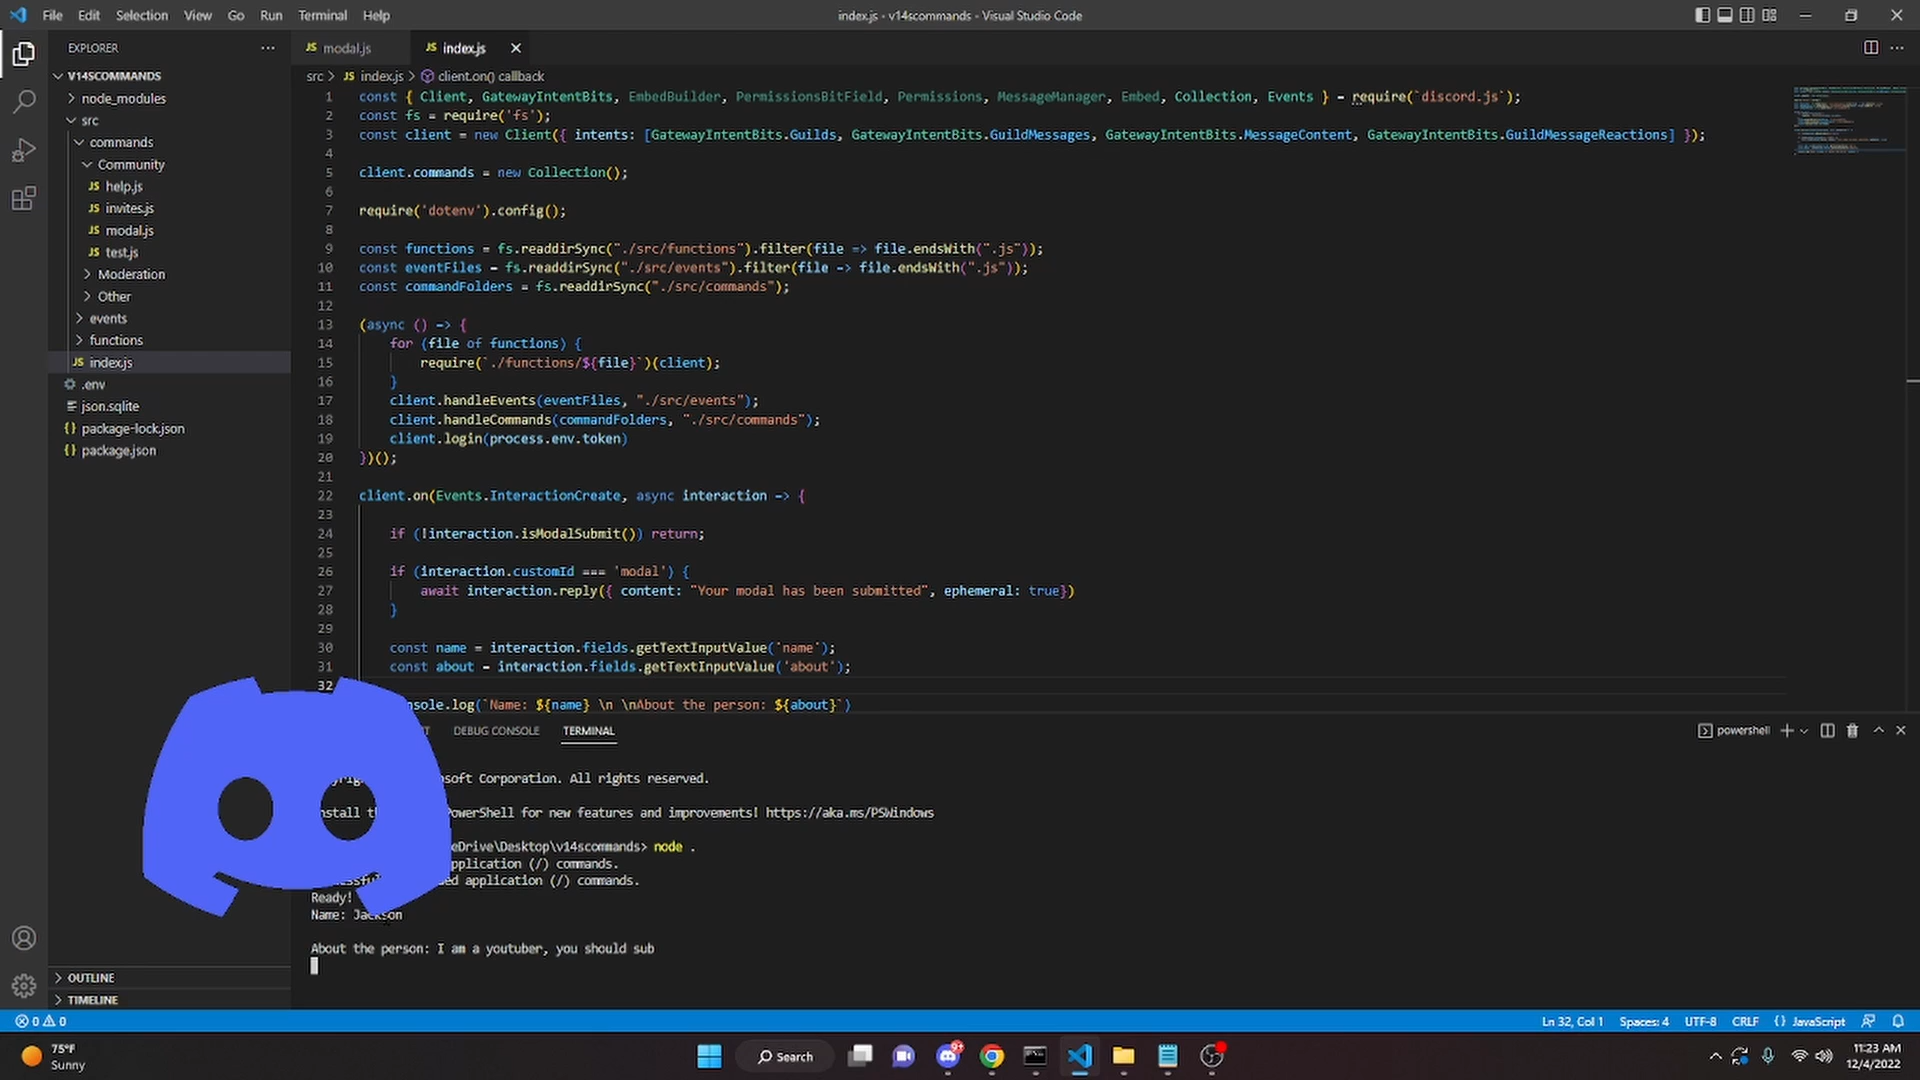 File Edit Selection View Go Run Terminal Help
index.js - v14scommands - Visual Studio Code
EXPLORER
V14SCOMMANDS
node_modules
src
commands
Community
JS help.js
JS invites.js
JS modal.js
JS test.js
Moderation
Other
events
functions
JS index.js
.env
json.sqlite
{} package-lock.json
{} package.json
OUTLINE
TIMELINE
JS modal.js JS index.js
src > JS index.js > client.on() callback
1 const { Client, GatewayIntentBits, EmbedBuilder, PermissionsBitField, Permissions, MessageManager, Embed, Collection, Events } = require(`discord.js`);
2 const fs = require('fs');
3 const client = new Client({ intents: [GatewayIntentBits.Guilds, GatewayIntentBits.GuildMessages, GatewayIntentBits.MessageContent, GatewayIntentBits.GuildMessageReactions] });
4
5 client.commands = new Collection();
6
7 require('dotenv').config();
8
9 const functions = fs.readdirSync("./src/functions").filter(file => file.endsWith(".js"));
10 const eventFiles = fs.readdirSync("./src/events").filter(file => file.endsWith(".js"));
11 const commandFolders = fs.readdirSync("./src/commands");
12
13 (async () => {
14 for (file of functions) {
15 require(`./functions/${file}`)(client);
16 }
17 client.handleEvents(eventFiles, "./src/events");
18 client.handleCommands(commandFolders, "./src/commands");
19 client.login(process.env.token)
20 })();
21
22 client.on(Events.InteractionCreate, async interaction => {
23
24 if (!interaction.isModalSubmit()) return;
25
26 if (interaction.customId === 'modal') {
27 await interaction.reply({ content: "Your modal has been submitted", ephemeral: true})
28 }
29
30 const name = interaction.fields.getTextInputValue('name');
31 const about = interaction.fields.getTextInputValue('about');
32
nsole.log(`Name: ${name} \n \nAbout the person: ${about}`)
DEBUG CONSOLE TERMINAL
powershell
soft Corporation. All rights reserved.
PowerShell for new features and improvements! https://aka.ms/PSWindows
eDrive\Desktop\v14scommands> node .
pplication (/) commands.
ed application (/) commands.
Ready!
Name: Jackson
About the person: I am a youtuber, you should sub
0 0
Ln 32, Col 1 Spaces: 4 UTF-8 CRLF {} JavaScript
75°F
Sunny
Search
9+
11:23 AM
12/4/2022